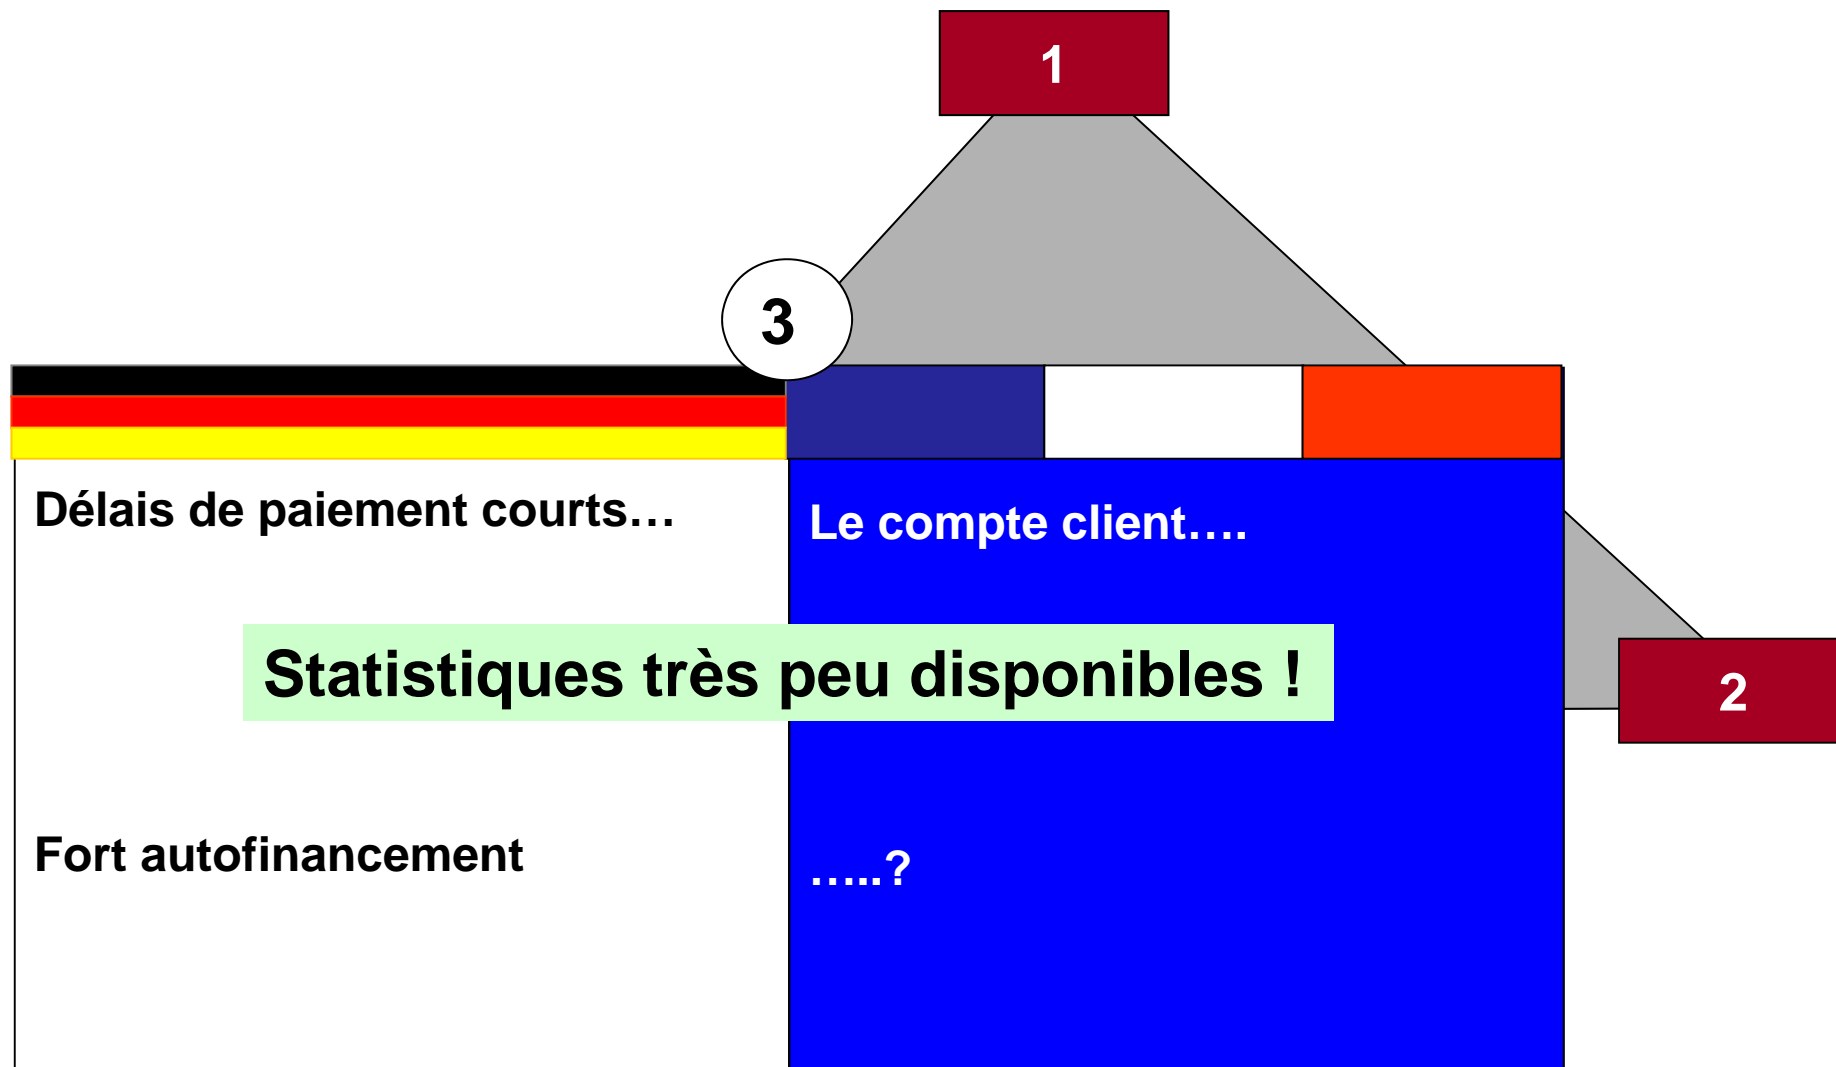 1
3
Délais de paiement courts…
Le compte client….
Statistiques très peu disponibles !
2
Fort autofinancement
…..?